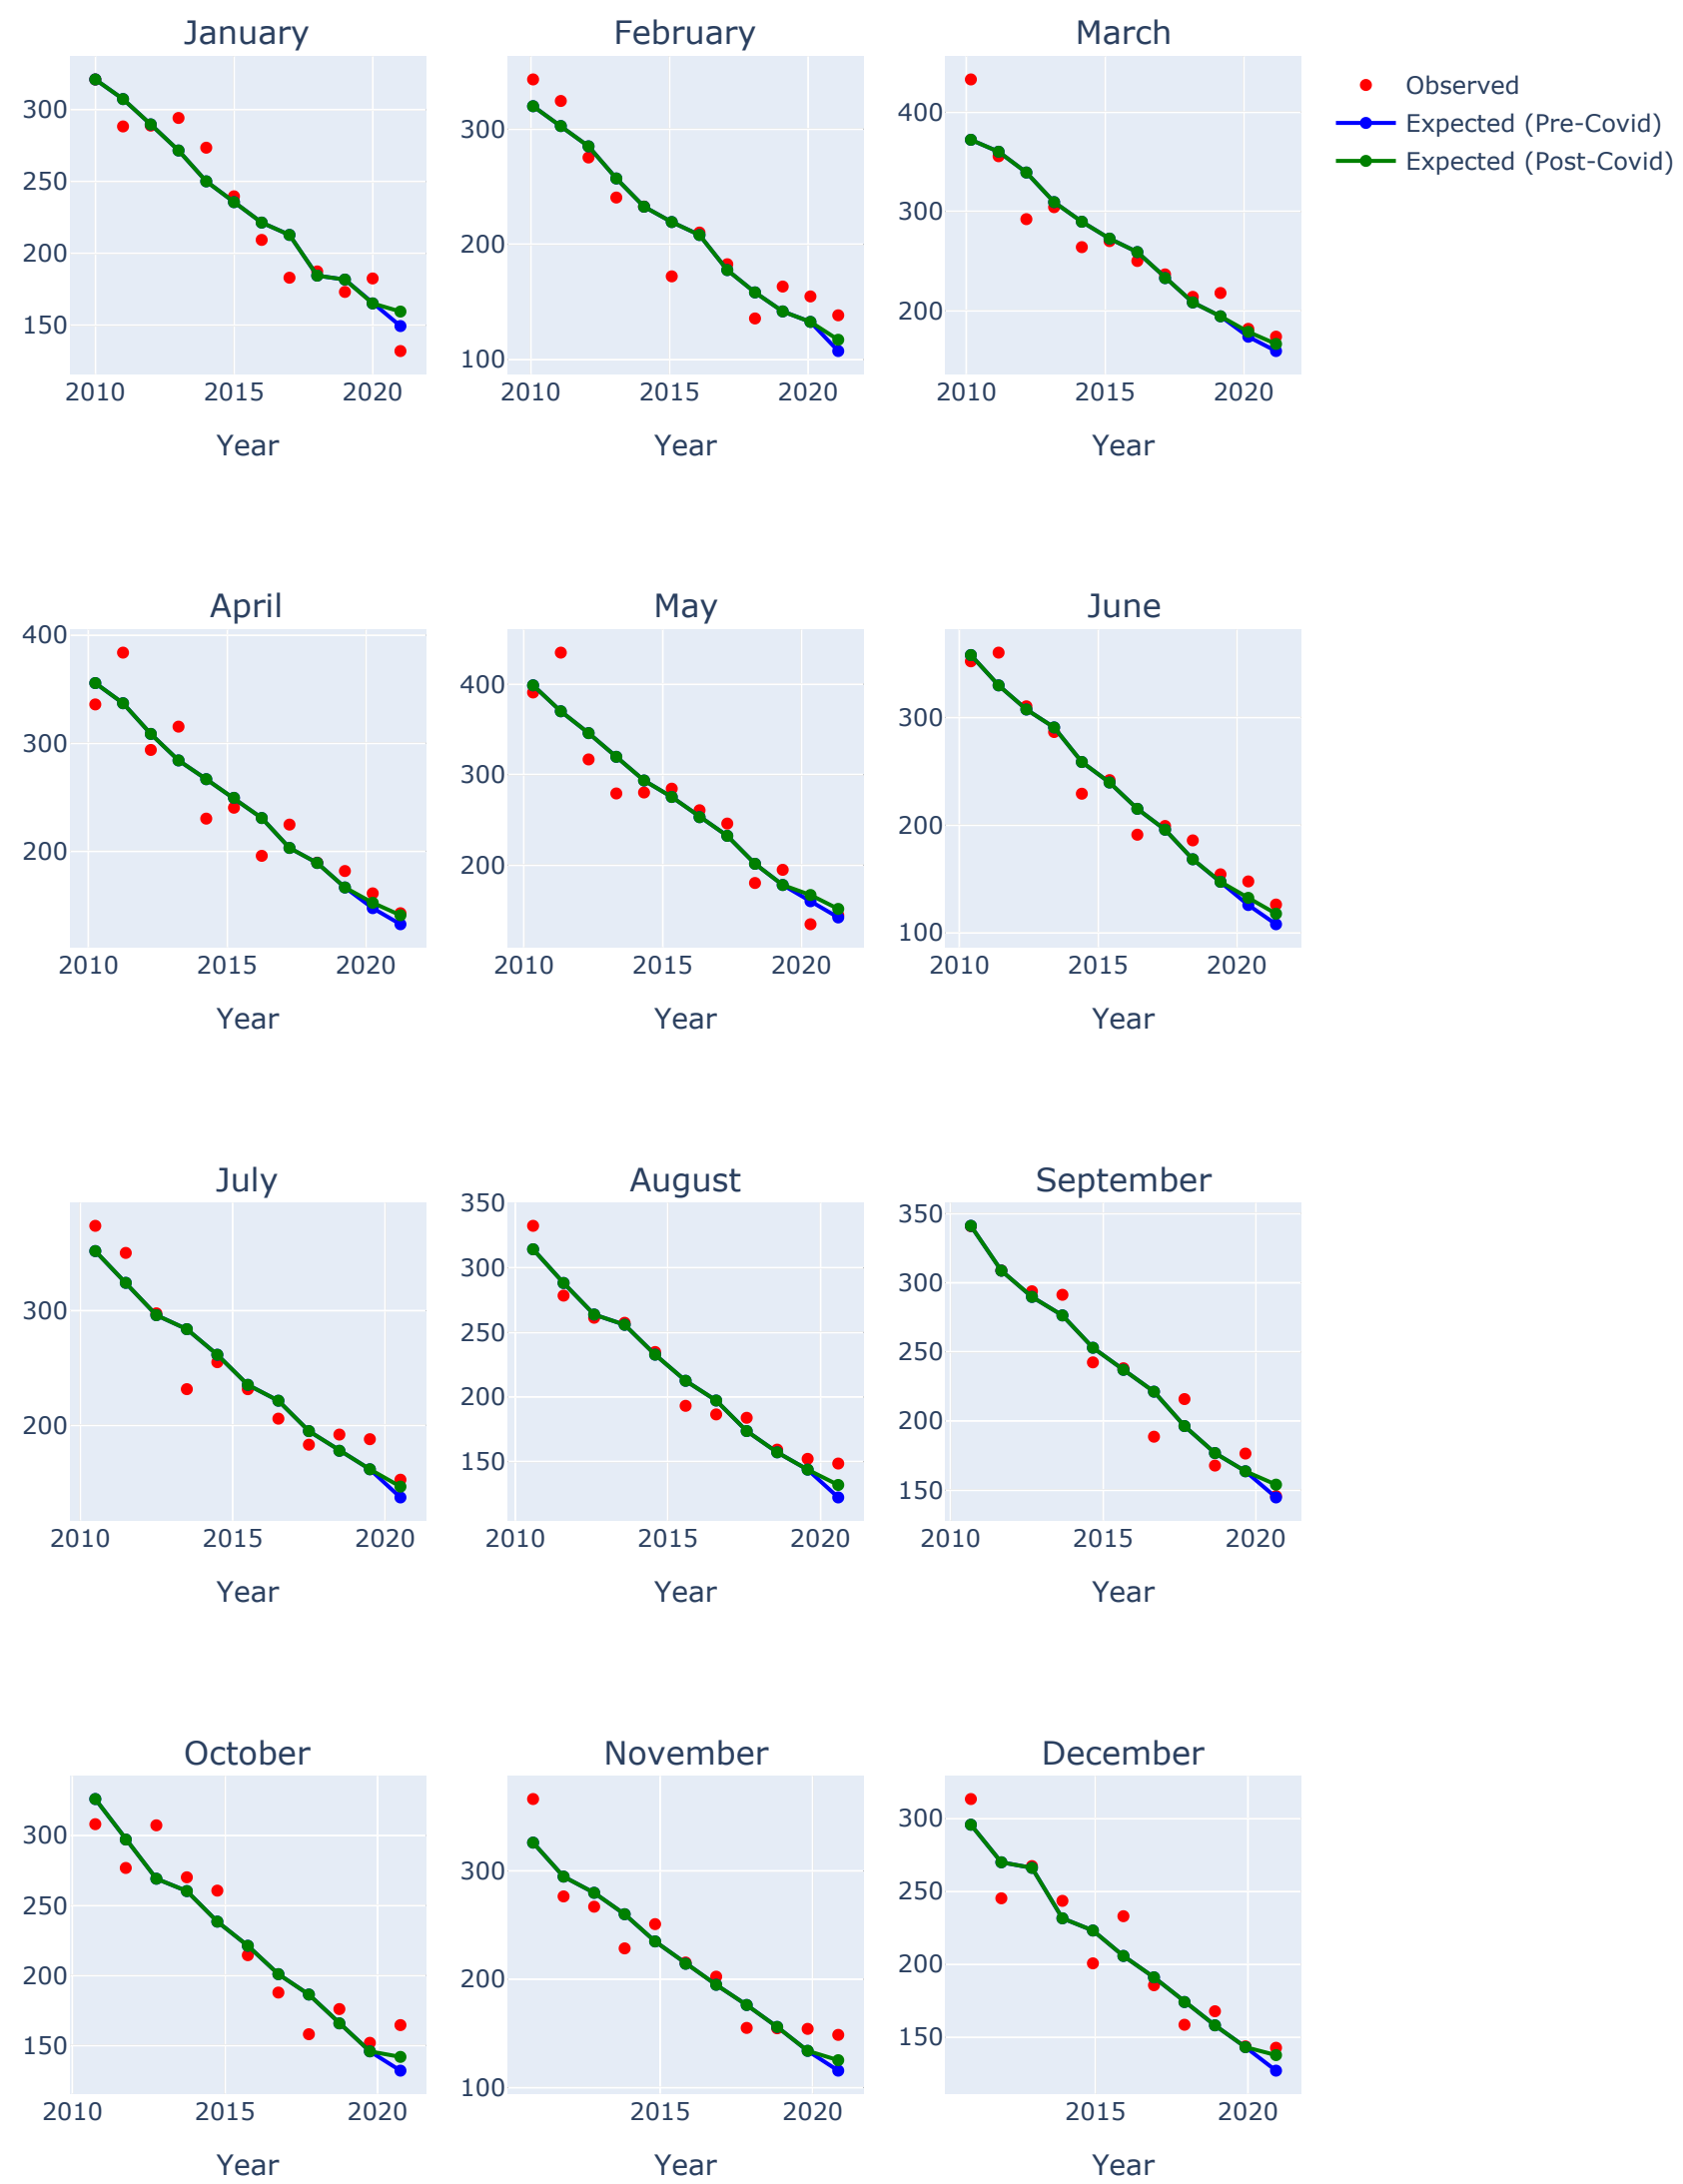 January
February
March
Observed
Expected (Pre-Covid)
Expected (Post-Covid)
300
250
200
150
2010
2015
2020
Year
300
200
100
2010
2015
2020
Year
400
300
200
2010
2015
2020
Year
April
May
June
400
300
200
2010
2015
2020
Year
400
300
200
2010
2015
2020
Year
300
200
100
2010
2015
2020
Year
July
August
September
300
200
2010
2015
2020
Year
350
300
250
200
150
2010
2015
2020
Year
350
300
250
200
150
2010
2015
2020
Year
October
November
December
300
250
200
150
2010
2015
2020
Year
300
200
100
2015
2020
Year
300
250
200
150
2015
2020
Year